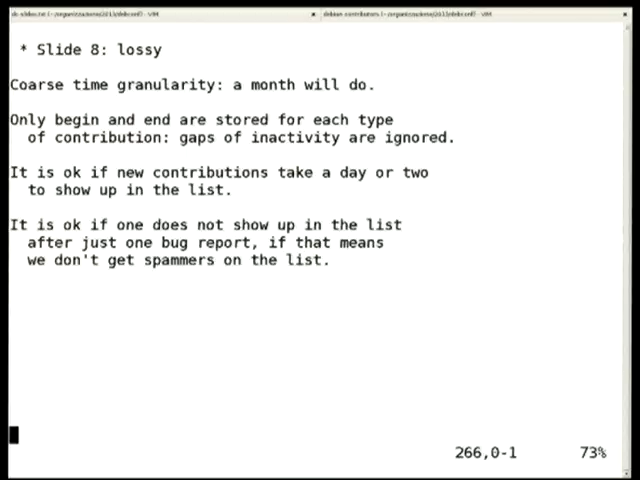 * Slide 8: lossy
Coarse time granularity: a month will do.
Only begin and end are stored for each type
of contribution: gaps of inactivity are ignored.
It is ok if new contributions take a day or two
to show up in the list.
It is ok if one does not show up in the list
after just one bug report, if that means
we don't get spammers on the list.
266,0-1 73%